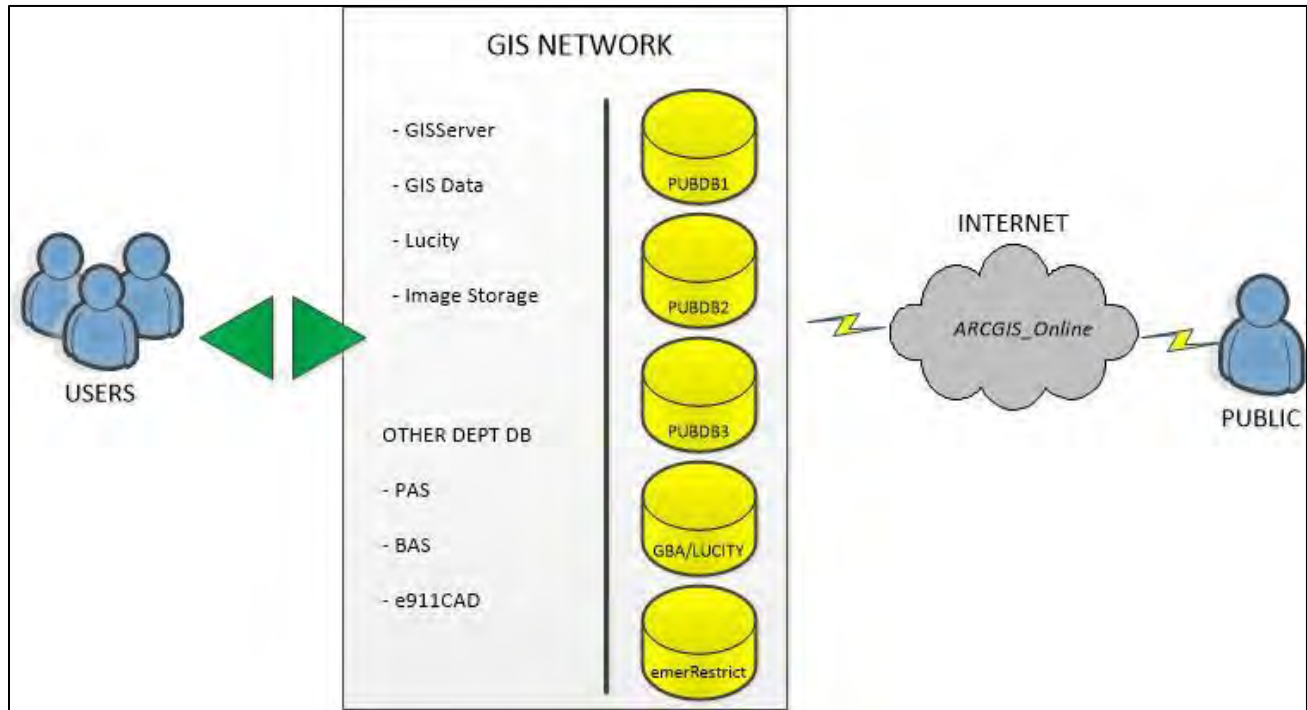 GIS NETWORK
- GISServer
- GIS Data
- Lucity
- Image Storage
OTHER DEPT DB
- PAS
- BAS
- e911CAD
PUBDB1
PUBDB2
PUBDB3
GBA/LUCITY
emerRestrict
USERS
INTERNET
ARCGIS_Online
PUBLIC